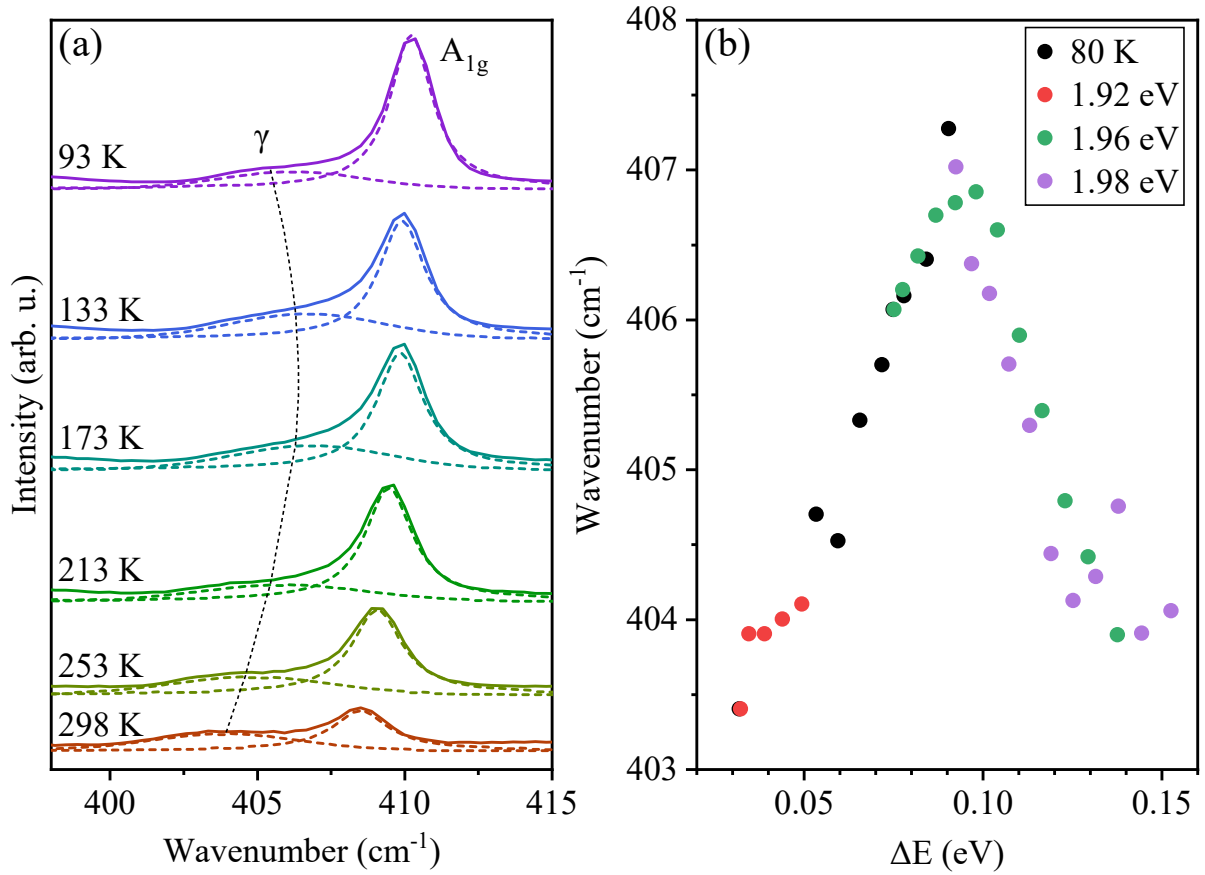 (a)
A1g
γ
93 K
133 K
173 K
213 K
253 K
298 K
Intensity (arb. u.)
400
405
410
415
Wavenumber (cm-1)
(b)
80 K
1.92 eV
1.96 eV
1.98 eV
408
407
406
405
404
403
Wavenumber (cm-1)
0.05
0.10
0.15
ΔE (eV)